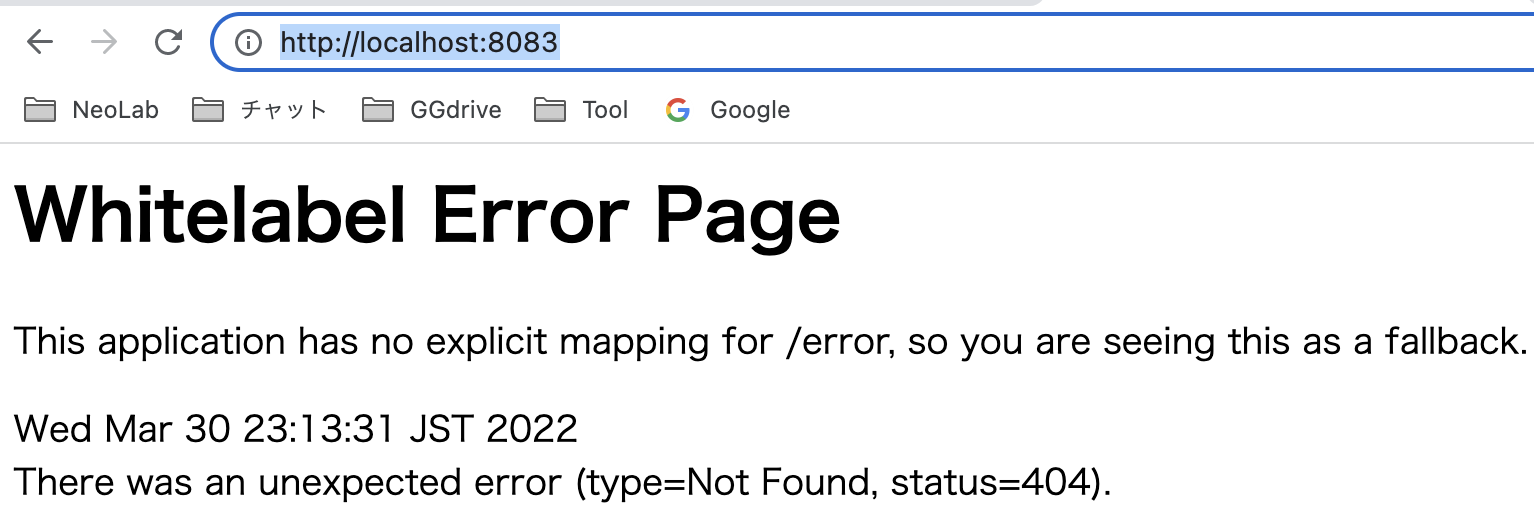 http://localhost:8083
NeoLab チャット GGdrive Tool Google
Whitelabel Error Page
This application has no explicit mapping for /error, so you are seeing this as a fallback.
Wed Mar 30 23:13:31 JST 2022
There was an unexpected error (type=Not Found, status=404).